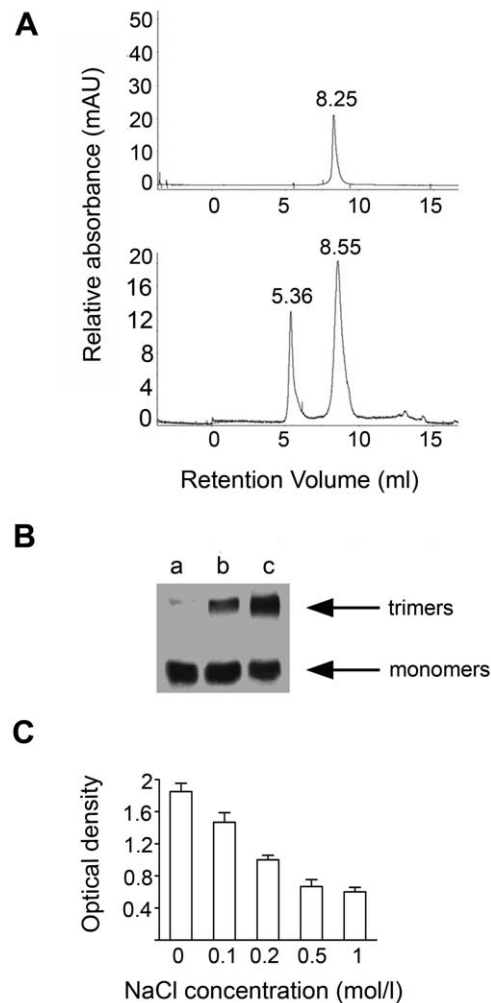 A
Relative absorbance (mAU)
50
40
30
20
10
0
8.25
0 5 10 15
20
16
12
8
4
0
5.36
8.55
0 5 10 15
Retention Volume (ml)
B
a b c
trimers
monomers
C
Optical density
2
1.6
1.2
0.8
0.4
0 0.1 0.2 0.5 1
NaCl concentration (mol/l)